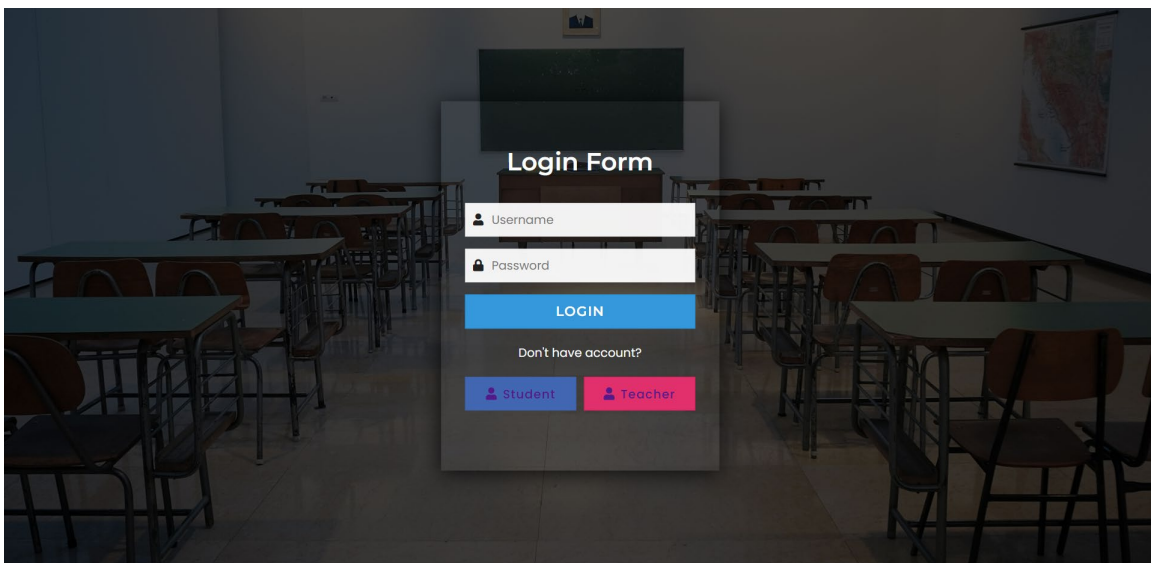 Login Form
Username
Password
LOGIN
Don't have account?
Student Teacher